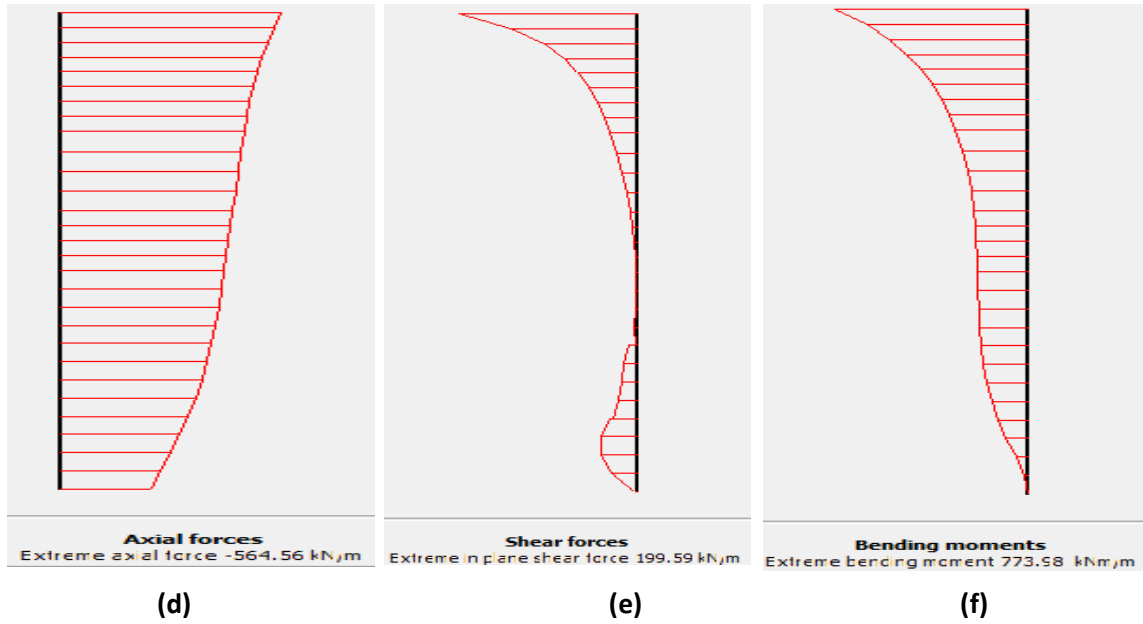 Axial forces
Extreme axial force -564.56 kN/m
Shear forces
Extreme in plane shear force 199.59 kN/m
Bending moments
Extreme bending moment 773.98 kNm/m
(d)
(e)
(f)